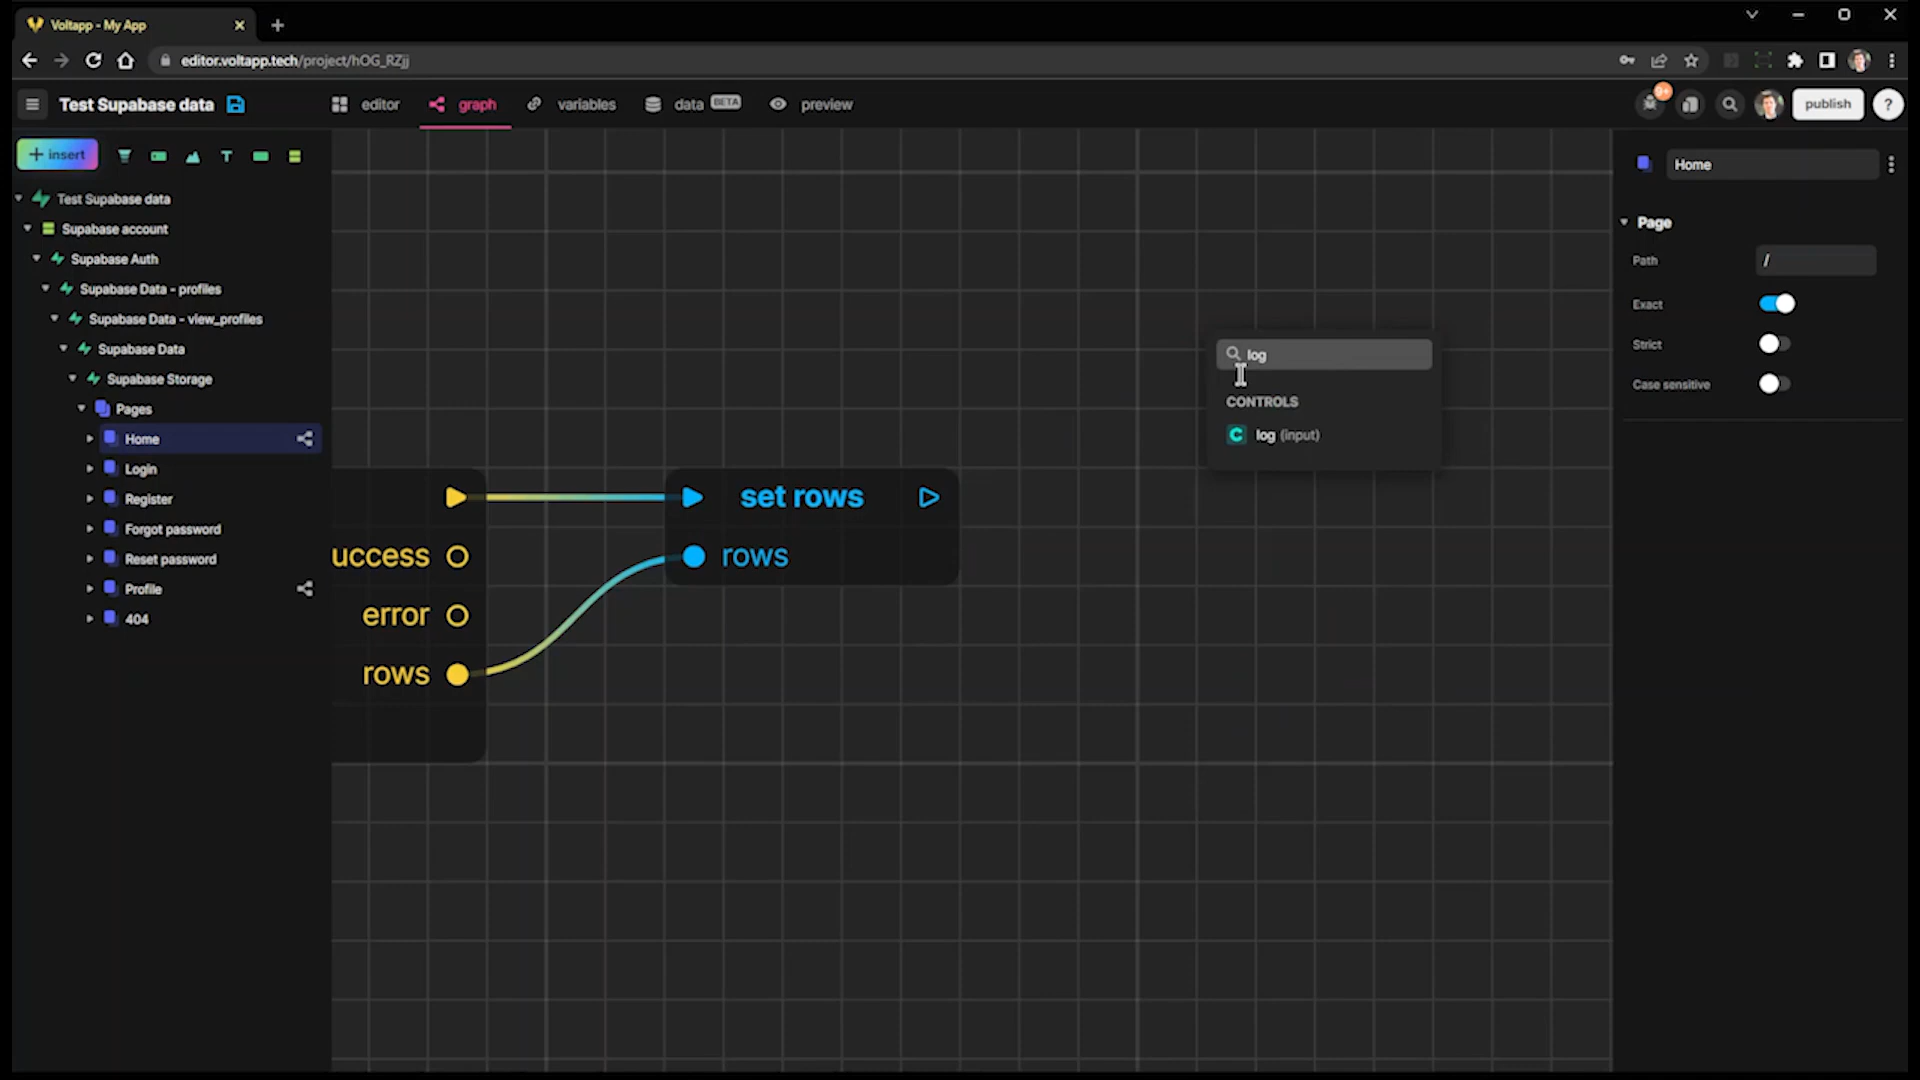 Voltapp - My App
editor.voltapp.tech/project/hOG_RZjj
Test Supabase data
editor
graph
variables
data BETA
preview
9+
publish
?
+ insert
T
Test Supabase data
Supabase account
Supabase Auth
Supabase Data - profiles
Supabase Data - view_profiles
Supabase Data
Supabase Storage
Pages
Home
Login
Register
Forgot password
Reset password
Profile
404
uccess
error
rows
set rows
rows
log
CONTROLS
C log (input)
Home
Page
Path /
Exact
Strict
Case sensitive